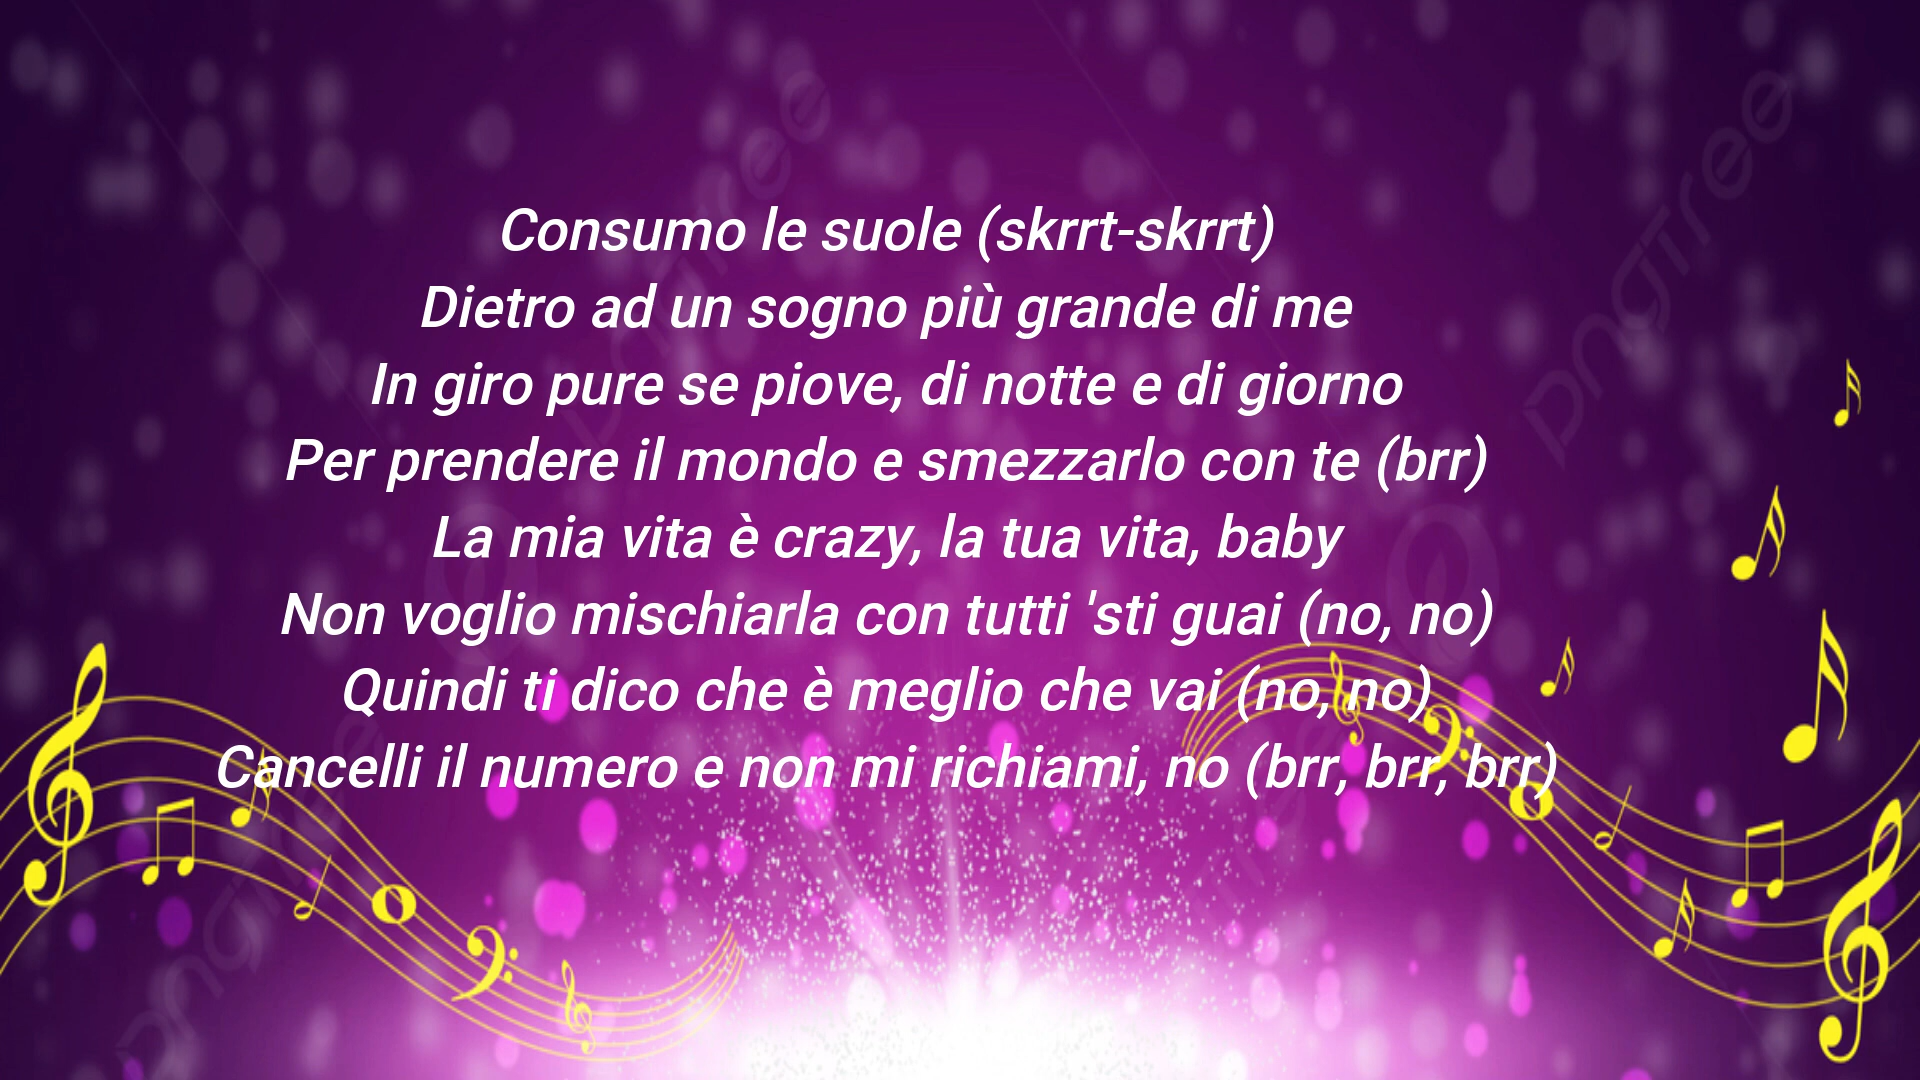 Consumo le suole (skrrt-skrrt)
Dietro ad un sogno più grande di me
In giro pure se piove, di notte e di giorno
Per prendere il mondo e smezzarlo con te (brr)
La mia vita è crazy, la tua vita, baby
Non voglio mischiarla con tutti 'sti guai (no, no)
Quindi ti dico che è meglio che vai (no, no)
Cancelli il numero e non mi richiami, no (brr, brr, brr)
pngtree
pngtree
pngtree